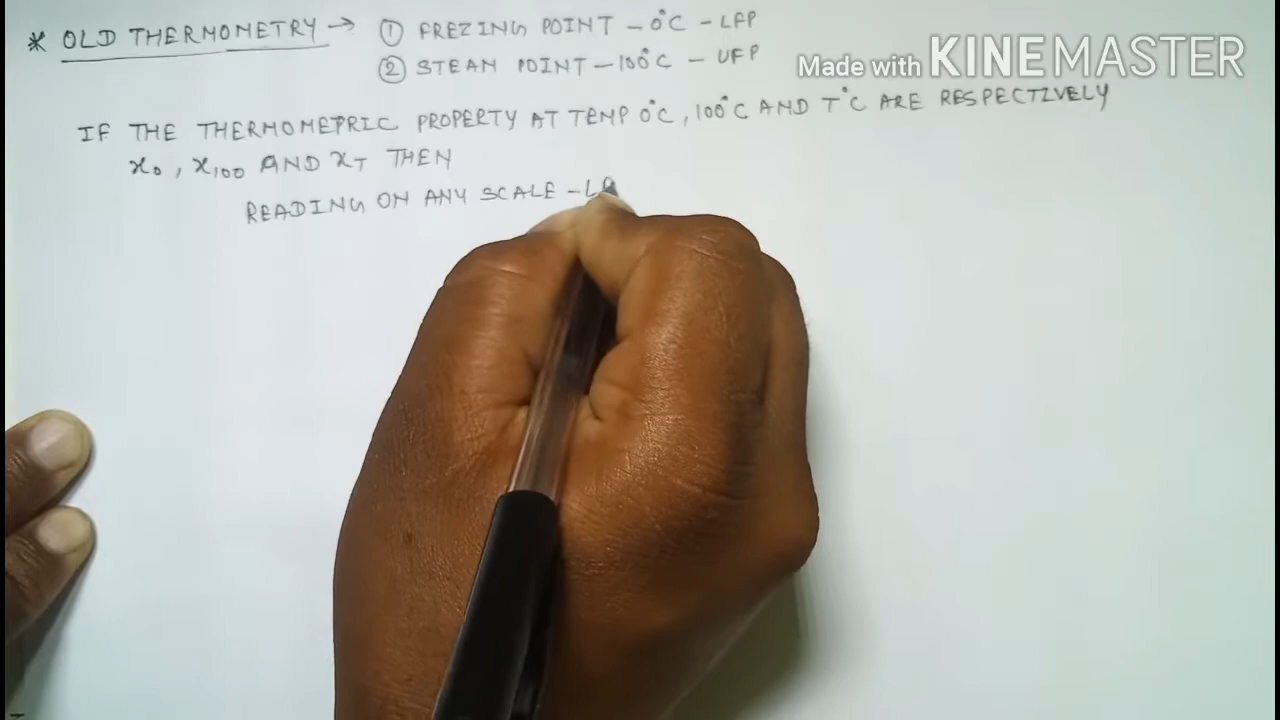 * OLD THERMOMETRY → ① FREZING POINT – 0°C – LFP
② STEAM POINT – 100°C – UFP
Made with KINEMASTER
IF THE THERMOMETRIC PROPERTY AT TEMP 0°C, 100°C AND T°C ARE RESPECTIVELY
x₀, x₁₀₀ AND x_T THEN
READING ON ANY SCALE – L